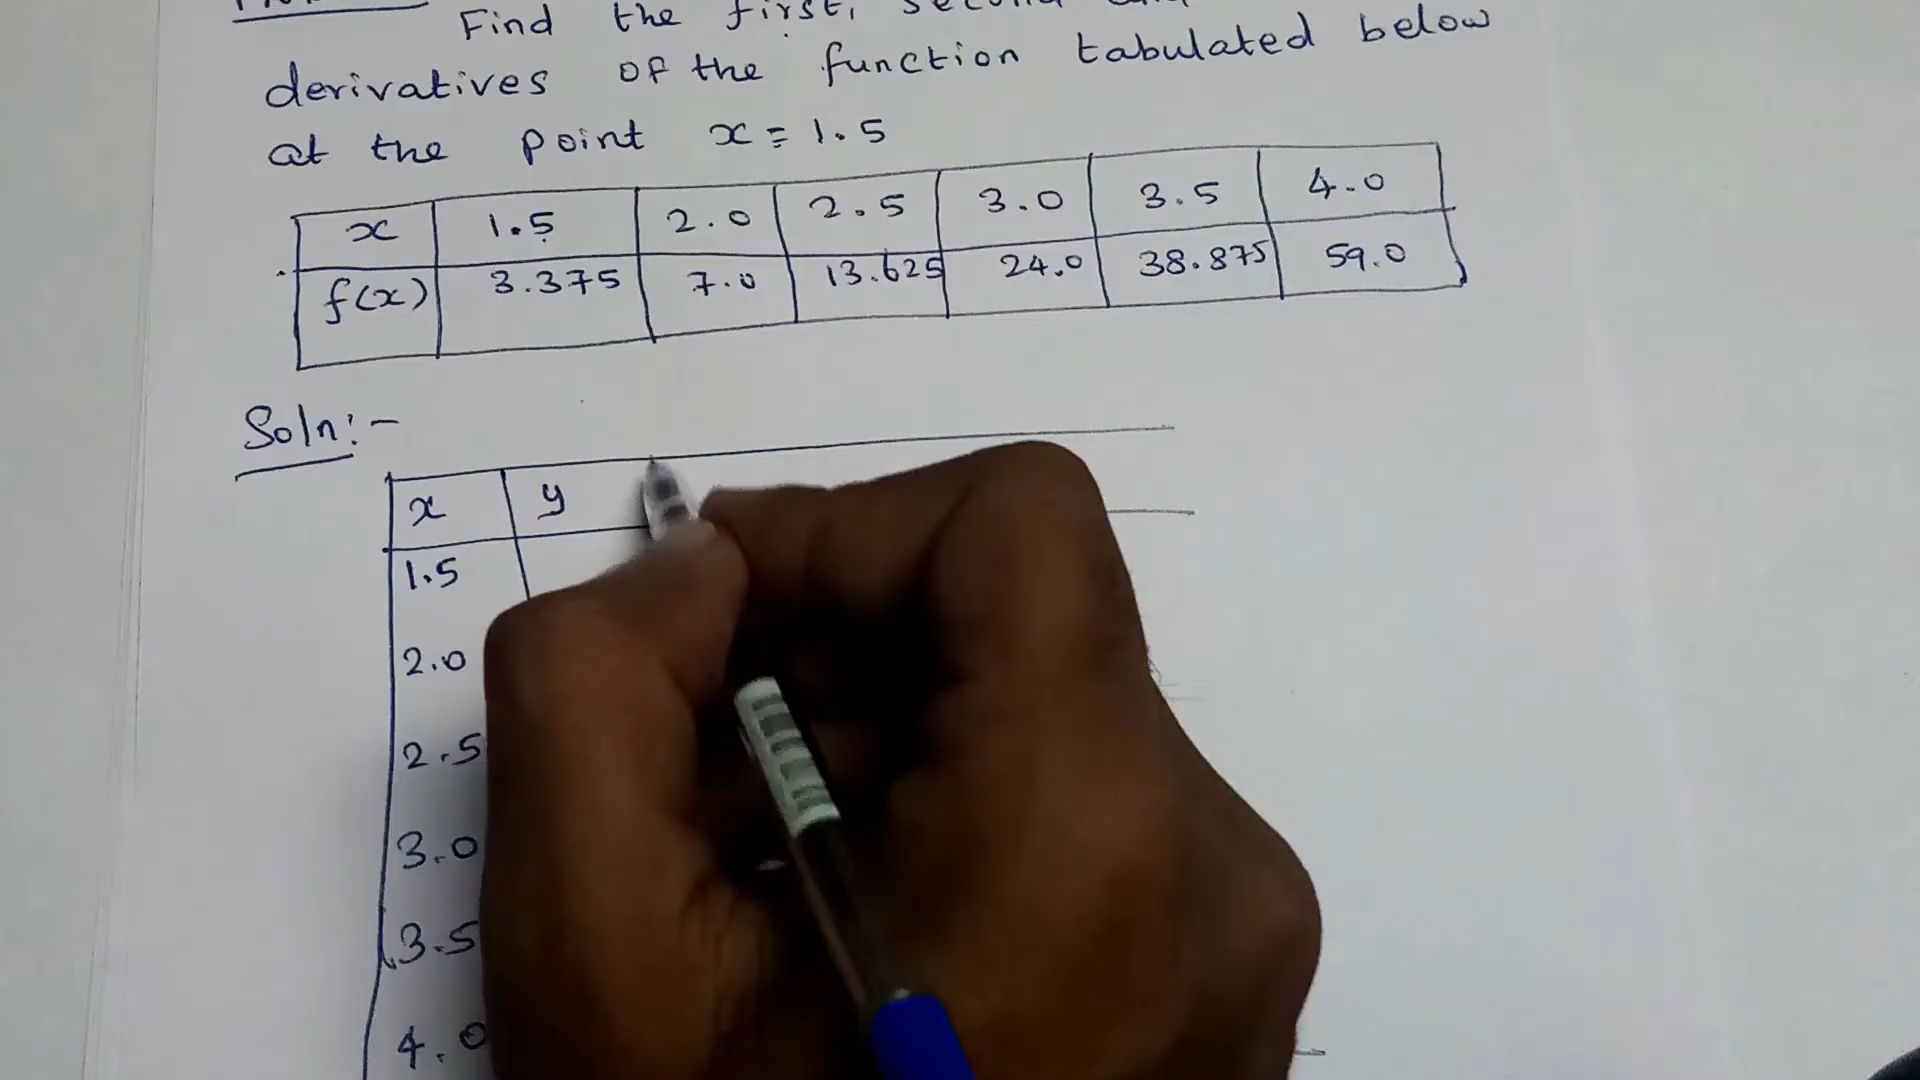 Find the first, second
derivatives of the function tabulated below
at the point x = 1.5
x 1.5 2.0 2.5 3.0 3.5 4.0
f(x) 3.375 7.0 13.625 24.0 38.875 59.0
Soln:-
x y
1.5
2.0
2.5
3.0
3.5
4.0